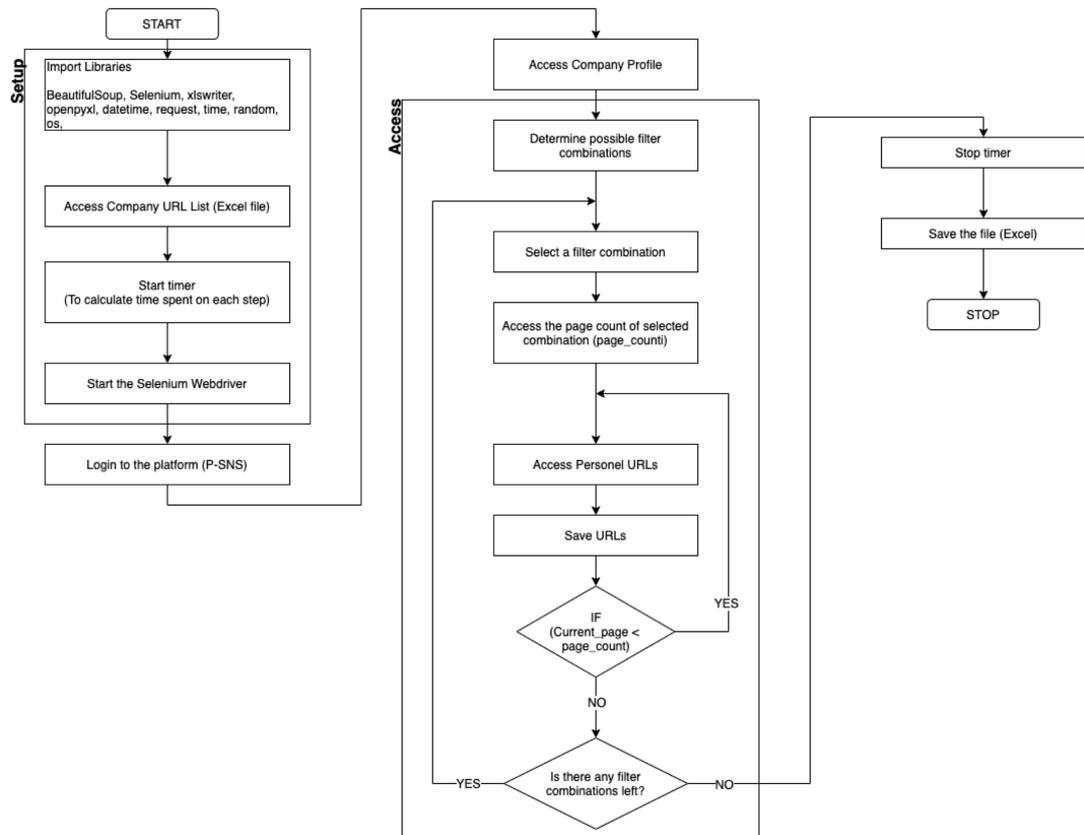 START
Setup
Import Libraries
BeautifulSoup, Selenium, xlswriter,
openpyxl, datetime, request, time, random,
os,
Access Company URL List (Excel file)
Start timer
(To calculate time spent on each step)
Start the Selenium Webdriver
Login to the platform (P-SNS)
Access Company Profile
Access
Determine possible filter
combinations
Select a filter combination
Access the page count of selected
combination (page_counti)
Access Personel URLs
Save URLs
IF
(Current_page <
page_count)
YES
NO
Is there any filter
combinations left?
YES
NO
Stop timer
Save the file (Excel)
STOP